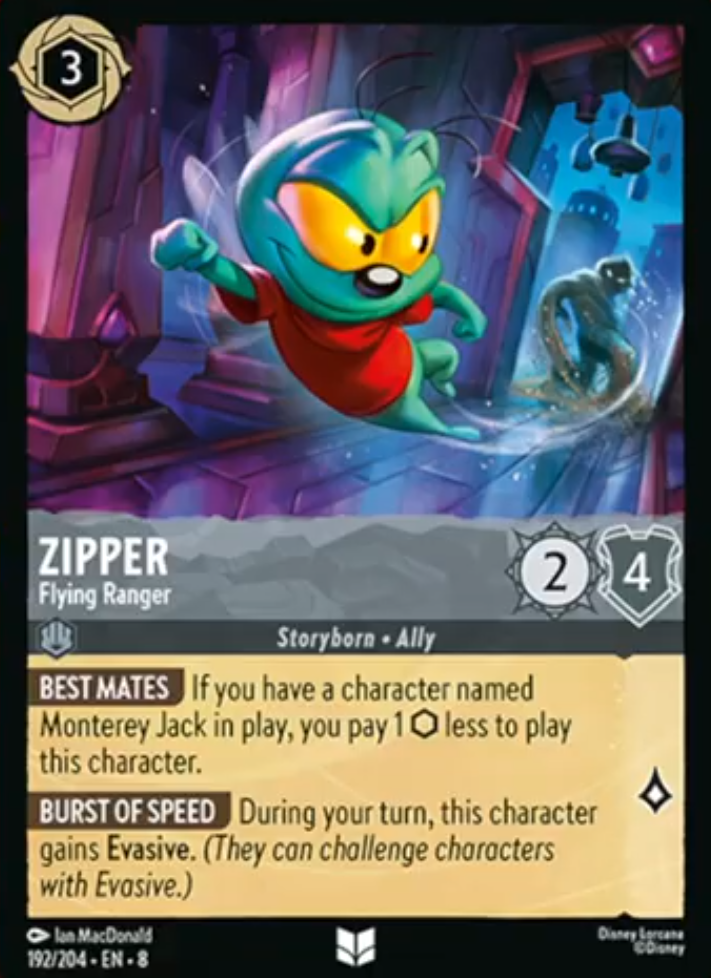 3
ZIPPER
Flying Ranger
2
4
Storyborn • Ally
BEST MATES If you have a character named
Monterey Jack in play, you pay 1 ⬡ less to play
this character.
BURST OF SPEED During your turn, this character
gains Evasive. (They can challenge characters
with Evasive.)
Ian MacDonald
192/204 • EN • 8
Disney Lorcana
©Disney